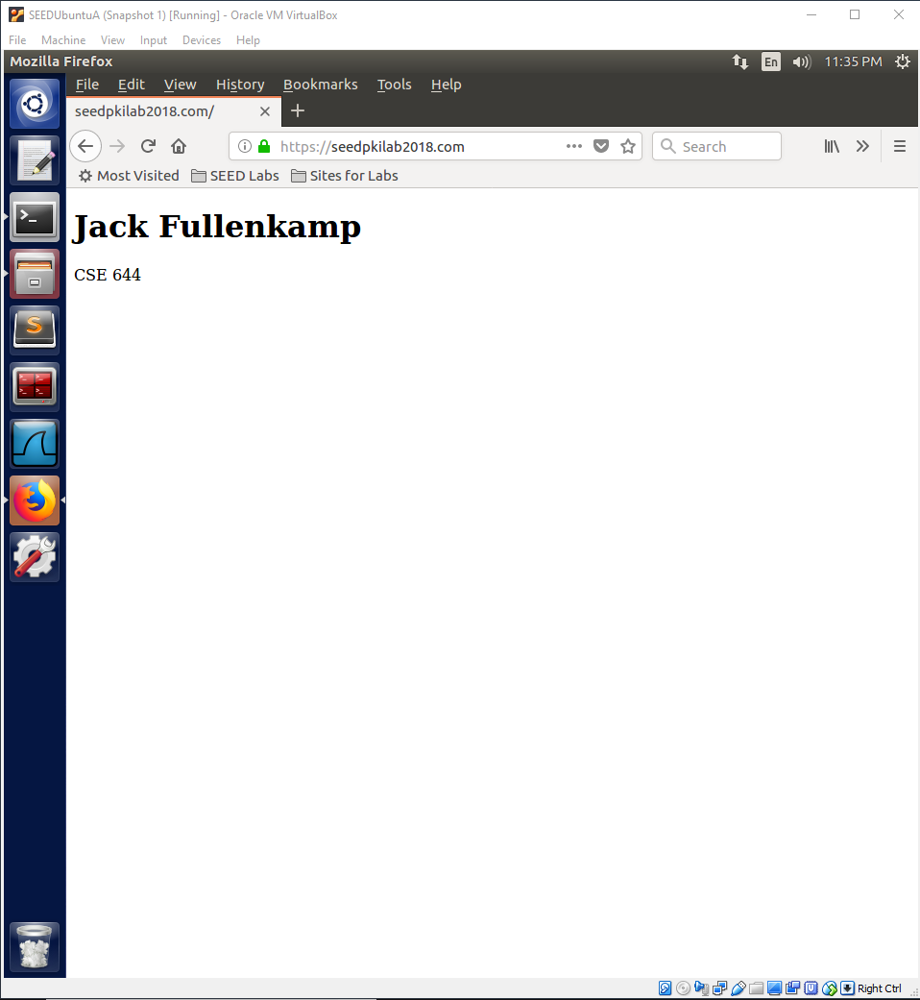 SEEDUbuntuA (Snapshot 1) [Running] - Oracle VM VirtualBox
File Machine View Input Devices Help
Mozilla Firefox En 11:35 PM
File Edit View History Bookmarks Tools Help
seedpkilab2018.com/
https://seedpkilab2018.com Search
Most Visited SEED Labs Sites for Labs
Jack Fullenkamp
CSE 644
Right Ctrl